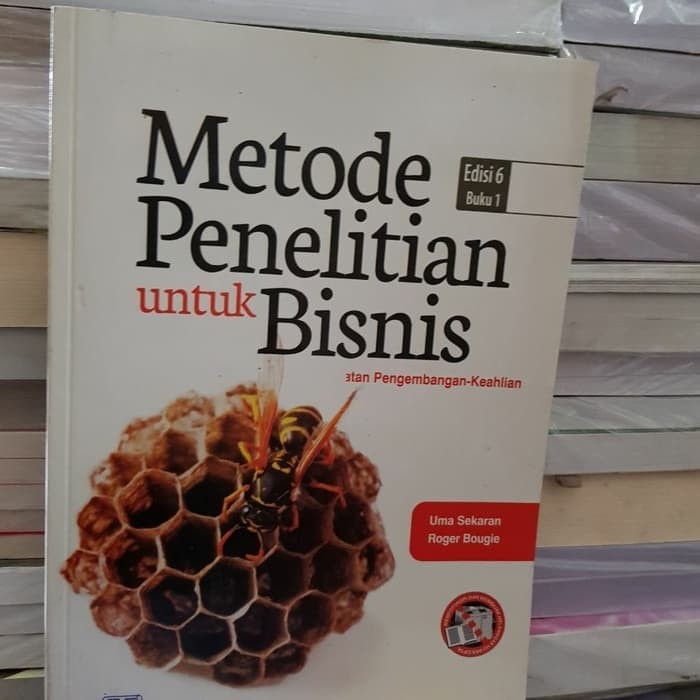 Metode
Edisi 6
Buku 1
Penelitian
untuk Bisnis
atan Pengembangan-Keahlian
Uma Sekaran
Roger Bougie